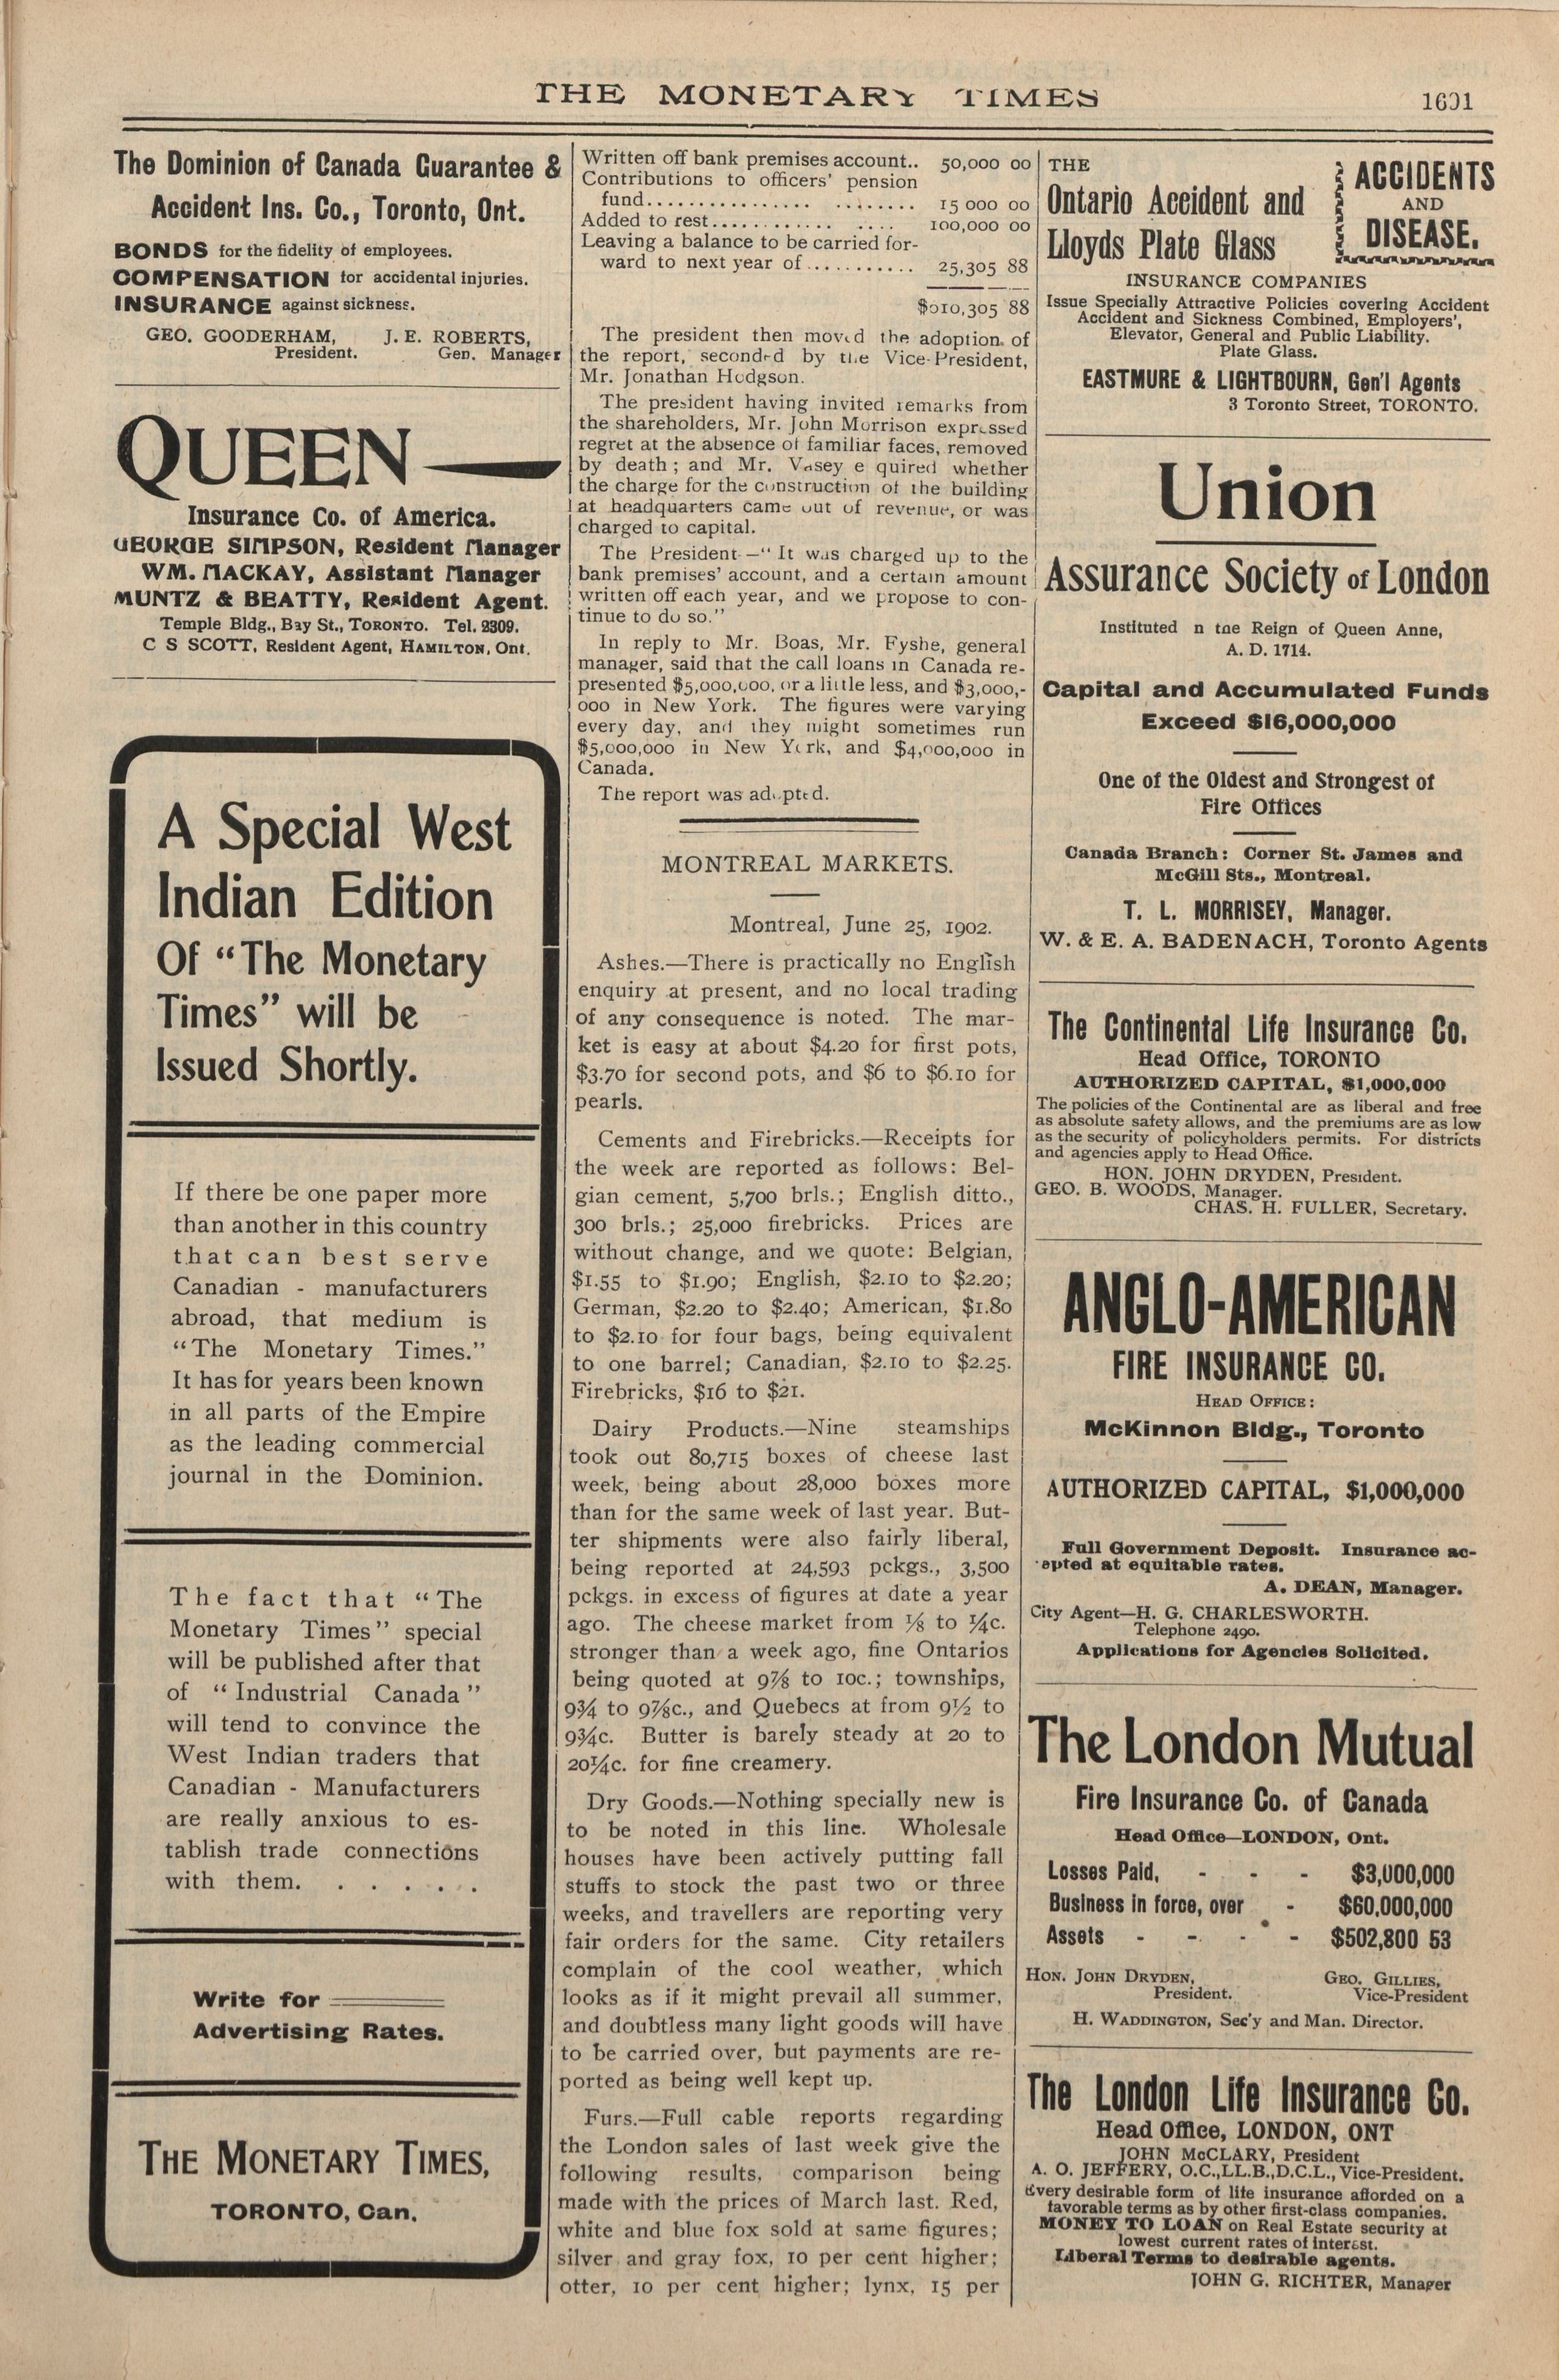 THE MONETARY TIMES
1601
The Dominion of Canada Guarantee &
Accident Ins. Co., Toronto, Ont.
BONDS for the fidelity of employees.
COMPENSATION for accidental injuries.
INSURANCE against sickness.
GEO. GOODERHAM, J. E. ROBERTS,
President. Gen. Manager
QUEEN
Insurance Co. of America.
GEORGE SIMPSON, Resident Manager
WM. MACKAY, Assistant Manager
MUNTZ & BEATTY, Resident Agent.
Temple Bldg., Bay St., TORONTO. Tel. 2309.
C S SCOTT, Resident Agent, HAMILTON, Ont.
A Special West
Indian Edition
Of "The Monetary
Times" will be
Issued Shortly.
If there be one paper more
than another in this country
that can best serve
Canadian - manufacturers
abroad, that medium is
"The Monetary Times."
It has for years been known
in all parts of the Empire
as the leading commercial
journal in the Dominion.
The fact that "The
Monetary Times" special
will be published after that
of "Industrial Canada"
will tend to convince the
West Indian traders that
Canadian - Manufacturers
are really anxious to es-
tablish trade connections
with them. . . . . .
Write for
Advertising Rates.
THE MONETARY TIMES,
TORONTO, Can.
Written off bank premises account.. 50,000 00
Contributions to officers' pension
fund................ ........ 15 000 00
Added to rest............ .... 100,000 00
Leaving a balance to be carried for-
ward to next year of........... 25,305 88
The president then moved the adoption of
the report, seconded by the Vice-President,
Mr. Jonathan Hodgson.
The president having invited remarks from
the shareholders, Mr. John Morrison expressed
regret at the absence of familiar faces, removed
by death; and Mr. Vasey e quired whether
the charge for the construction of the building
at headquarters came out of revenue, or was
charged to capital.
The President—"It was charged up to the
bank premises' account, and a certain amount
written off each year, and we propose to con-
tinue to do so."
In reply to Mr. Boas, Mr. Fyshe, general
manager, said that the call loans in Canada re-
presented $5,000,000, or a little less, and $3,000,-
000 in New York. The figures were varying
every day, and they might sometimes run
$5,000,000 in New York, and $4,000,000 in
Canada.
The report was adopted.
MONTREAL MARKETS.
Montreal, June 25, 1902.
Ashes.—There is practically no English
enquiry at present, and no local trading
of any consequence is noted. The mar-
ket is easy at about $4.20 for first pots,
$3.70 for second pots, and $6 to $6.10 for
pearls.
Cements and Firebricks.—Receipts for
the week are reported as follows: Bel-
gian cement, 5,700 brls.; English ditto.,
300 brls.; 25,000 firebricks. Prices are
without change, and we quote: Belgian,
$1.55 to $1.90; English, $2.10 to $2.20;
German, $2.20 to $2.40; American, $1.80
to $2.10 for four bags, being equivalent
to one barrel; Canadian, $2.10 to $2.25.
Firebricks, $16 to $21.
Dairy Products.—Nine steamships
took out 80,715 boxes of cheese last
week, being about 28,000 boxes more
than for the same week of last year. But-
ter shipments were also fairly liberal,
being reported at 24,593 pckgs., 3,500
pckgs. in excess of figures at date a year
ago. The cheese market from ⅛ to ¼c.
stronger than a week ago, fine Ontarios
being quoted at 9⅞ to 10c.; townships,
9¾ to 9⅞c., and Quebecs at from 9½ to
9¾c. Butter is barely steady at 20 to
20¼c. for fine creamery.
Dry Goods.—Nothing specially new is
to be noted in this line. Wholesale
houses have been actively putting fall
stuffs to stock the past two or three
weeks, and travellers are reporting very
fair orders for the same. City retailers
complain of the cool weather, which
looks as if it might prevail all summer,
and doubtless many light goods will have
to be carried over, but payments are re-
ported as being well kept up.
Furs.—Full cable reports regarding
the London sales of last week give the
following results, comparison being
made with the prices of March last. Red,
white and blue fox sold at same figures;
silver and gray fox, 10 per cent higher;
otter, 10 per cent higher; lynx, 15 per
THE
Ontario Accident and
Lloyds Plate Glass
ACCIDENTS
AND
DISEASE.
INSURANCE COMPANIES
Issue Specially Attractive Policies covering Accident
Accident and Sickness Combined, Employers',
Elevator, General and Public Liability.
Plate Glass.
EASTMURE & LIGHTBOURN, Gen'l Agents
3 Toronto Street, TORONTO.
Union
Assurance Society of London
Instituted n the Reign of Queen Anne,
A. D. 1714.
Capital and Accumulated Funds
Exceed $16,000,000
One of the Oldest and Strongest of
Fire Offices
Canada Branch: Corner St. James and
McGill Sts., Montreal.
T. L. MORRISEY, Manager.
W. & E. A. BADENACH, Toronto Agents
The Continental Life Insurance Co.
Head Office, TORONTO
AUTHORIZED CAPITAL, $1,000,000
The policies of the Continental are as liberal and free
as absolute safety allows, and the premiums are as low
as the security of policyholders permits. For districts
and agencies apply to Head Office.
HON. JOHN DRYDEN, President.
GEO. B. WOODS, Manager.
CHAS. H. FULLER, Secretary.
ANGLO-AMERICAN
FIRE INSURANCE CO.
HEAD OFFICE:
McKinnon Bldg., Toronto
AUTHORIZED CAPITAL, $1,000,000
Full Government Deposit. Insurance ac-
epted at equitable rates.
A. DEAN, Manager.
City Agent—H. G. CHARLESWORTH.
Telephone 2490.
Applications for Agencies Solicited.
The London Mutual
Fire Insurance Co. of Canada
Head Office—LONDON, Ont.
Losses Paid, - - - $3,000,000
Business in force, over - $60,000,000
Assets - - - - $502,800 53
HON. JOHN DRYDEN, GEO. GILLIES,
President. Vice-President
H. WADDINGTON, Sec'y and Man. Director.
The London Life Insurance Co.
Head Office, LONDON, ONT
JOHN McCLARY, President
A. O. JEFFERY, O.C.,LL.B.,D.C.L., Vice-President.
Every desirable form of life insurance afforded on a
favorable terms as by other first-class companies.
MONEY TO LOAN on Real Estate security at
lowest current rates of interest.
Liberal Terms to desirable agents.
JOHN G. RICHTER, Manager